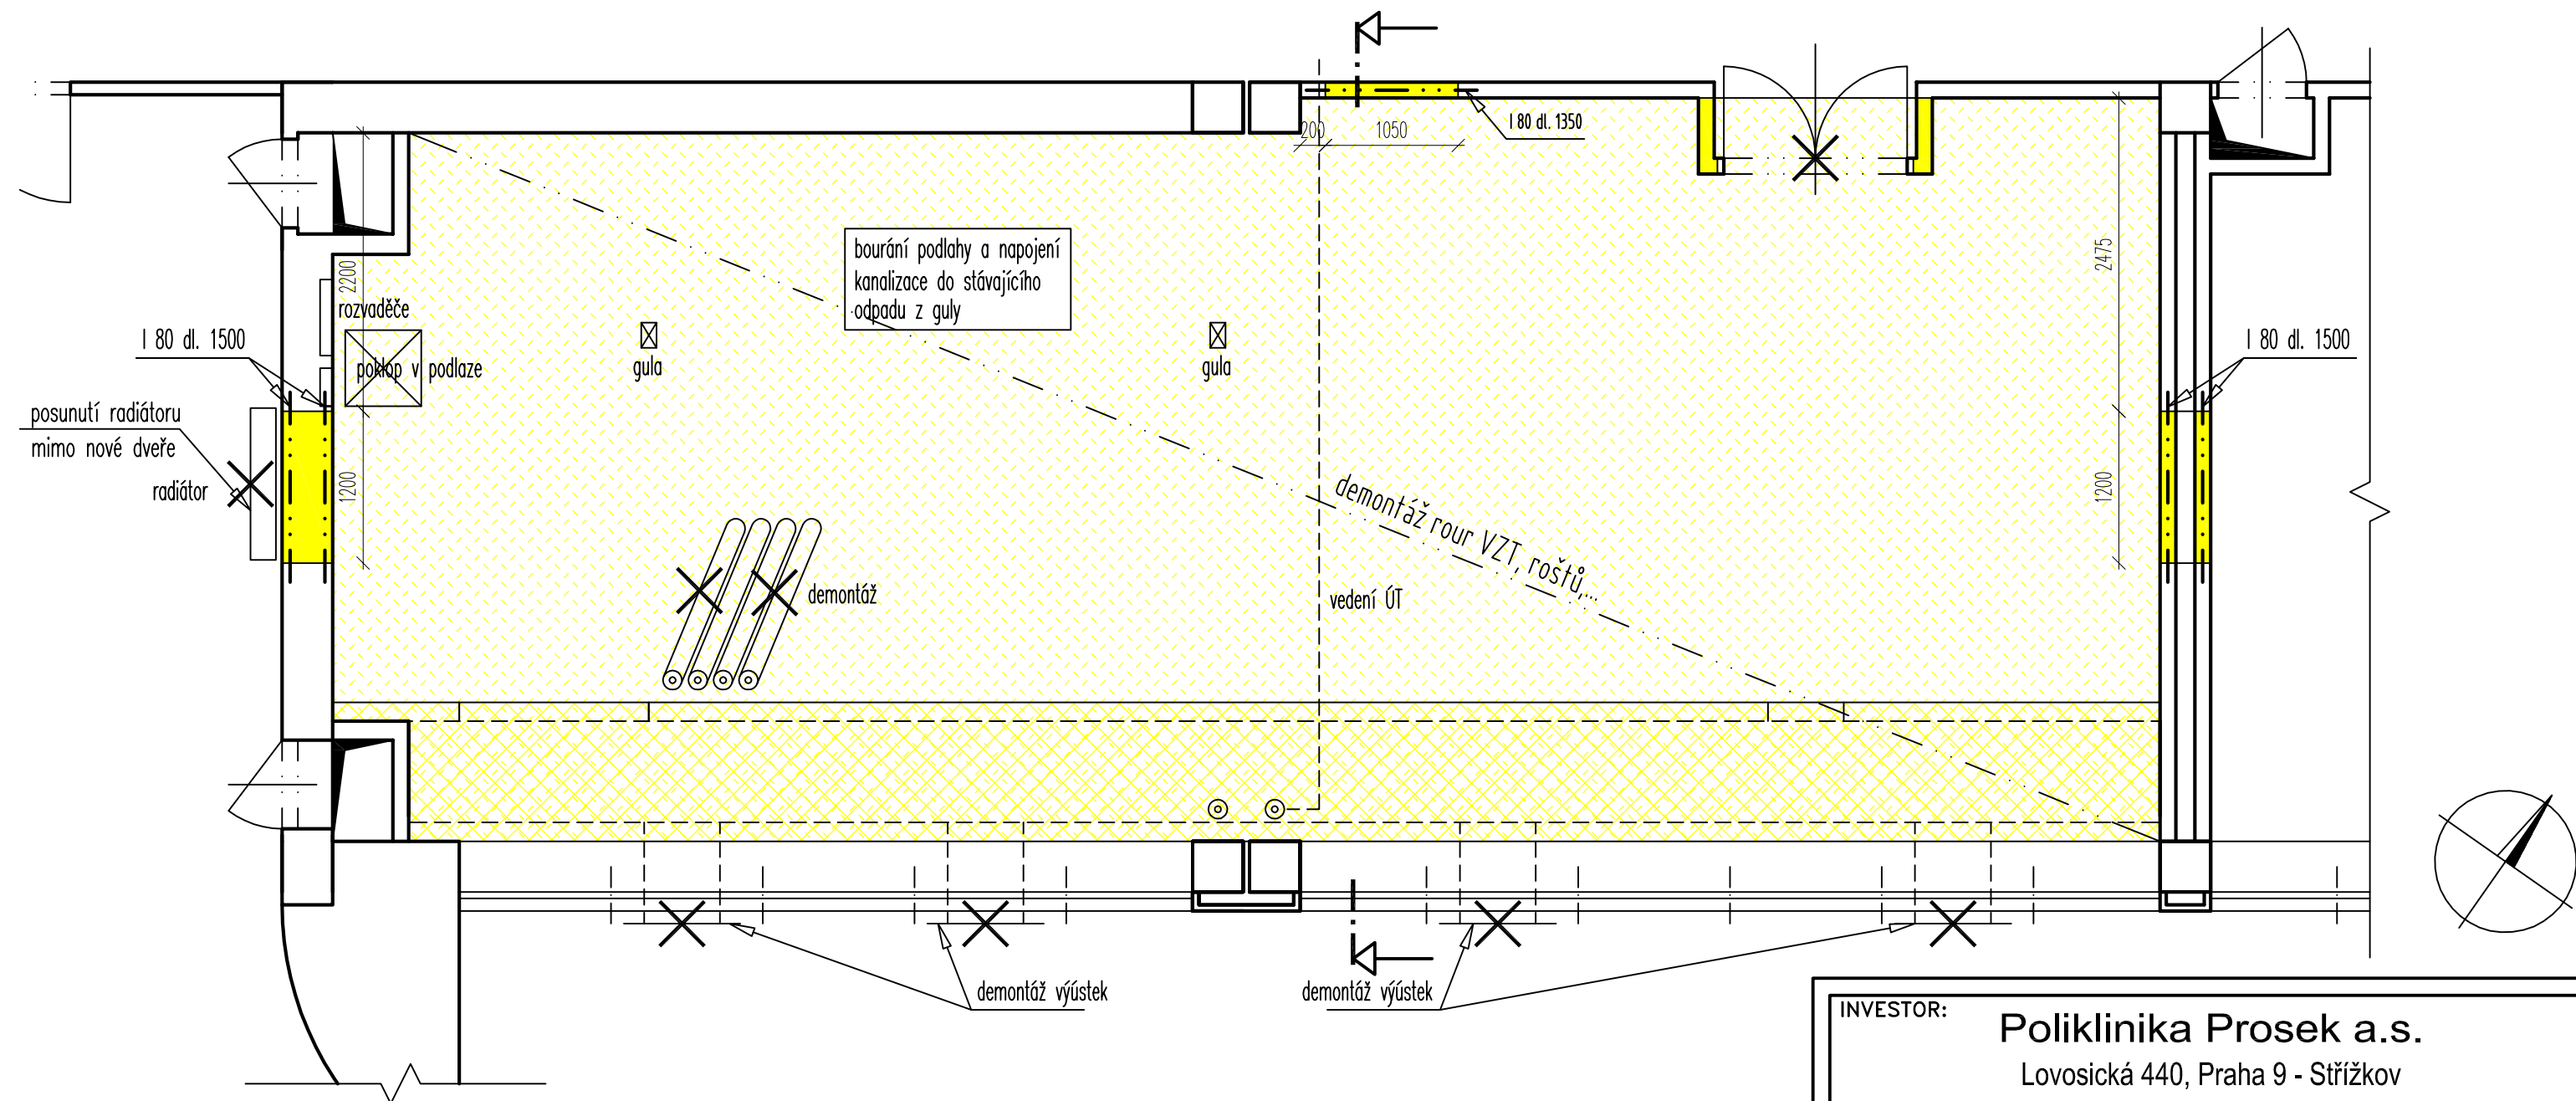 200
1050
I 80 dl. 1350
bourání podlahy a napojení
kanalizace do stávajícího
odpadu z guly
2200
2475
rozvaděče
I 80 dl. 1500
poklop v podlaze
gula
gula
I 80 dl. 1500
posunutí radiátoru
mimo nové dveře
radiátor
1200
1200
demontáž rour VZT, roštů,...
demontáž
vedení ÚT
demontáž výústek
demontáž výústek
INVESTOR:
Poliklinika Prosek a.s.
Lovosická 440, Praha 9 - Střížkov